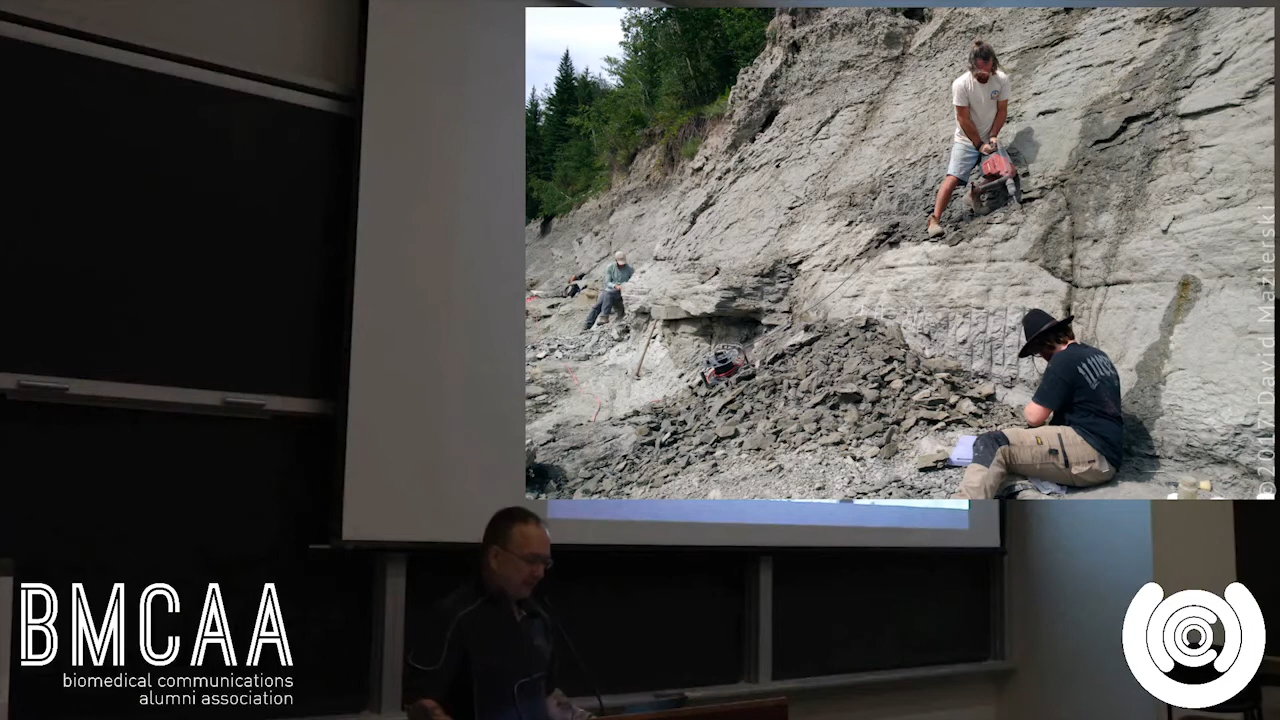 © 2017 David Mazierski
BMCAA
biomedical communications
alumni association